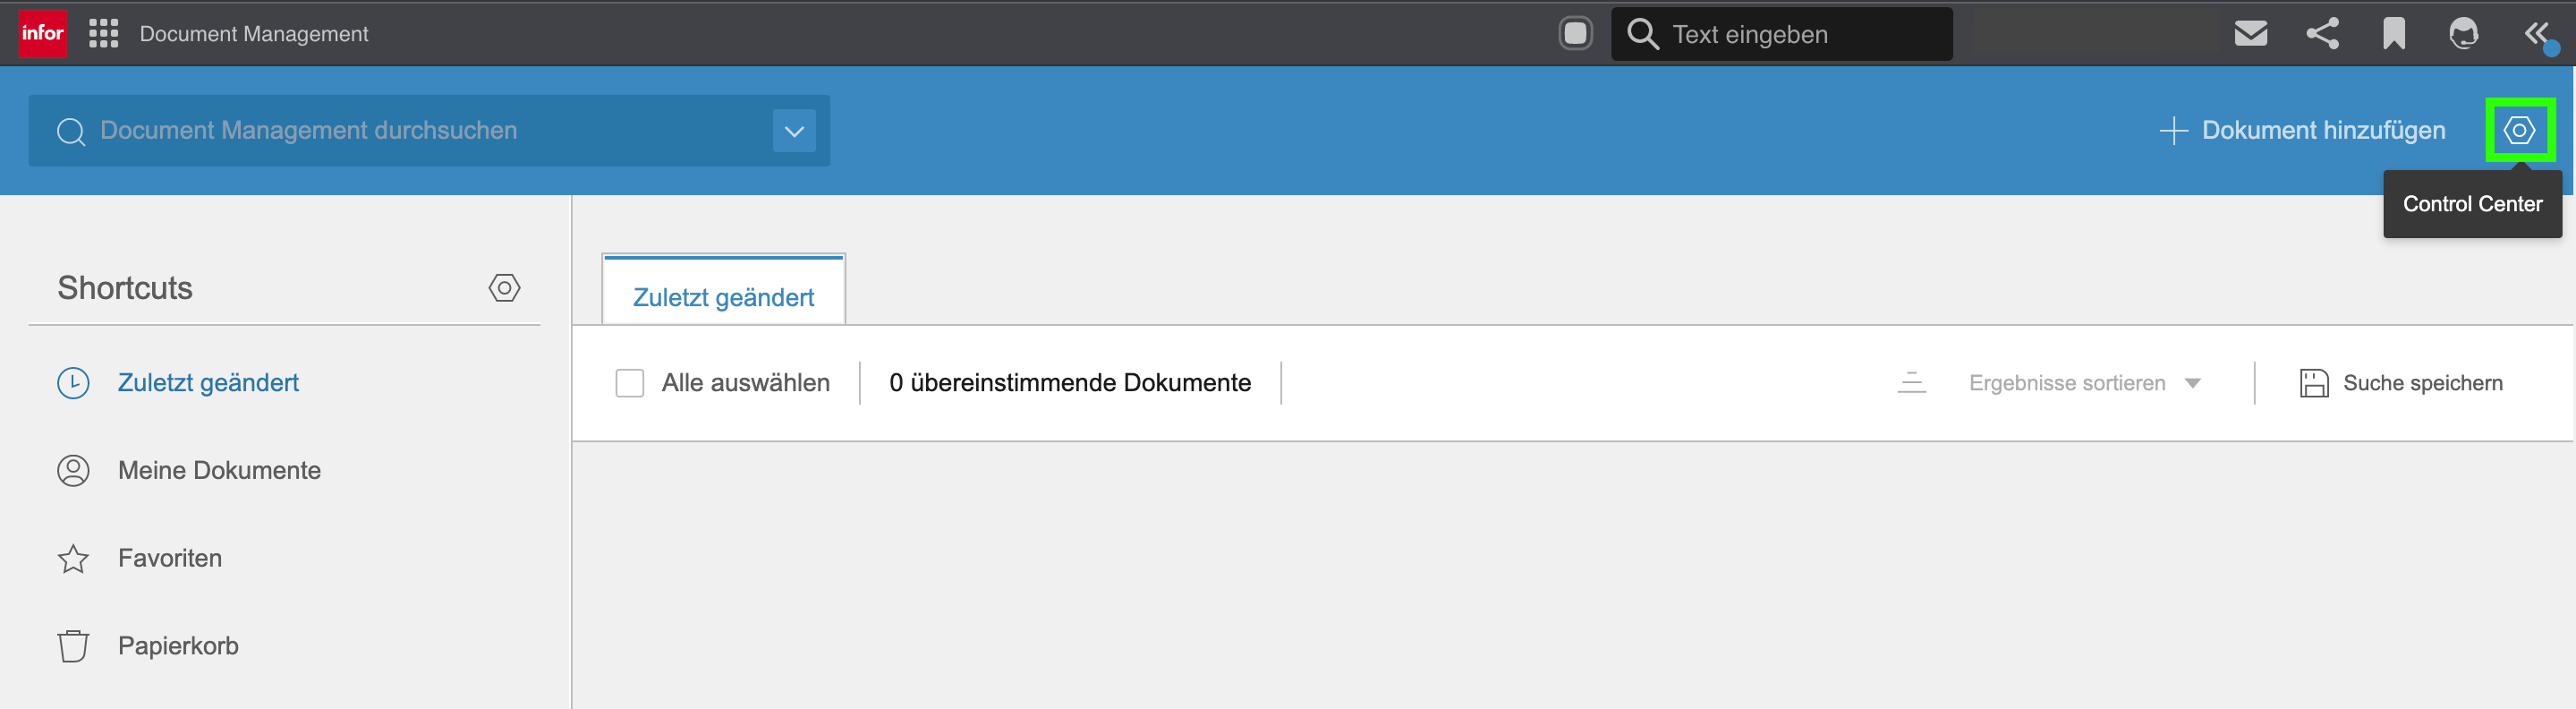 infor
Document Management
Text eingeben
Document Management durchsuchen
Dokument hinzufügen
Control Center
Shortcuts
Zuletzt geändert
Meine Dokumente
Favoriten
Papierkorb
Zuletzt geändert
Alle auswählen
0 übereinstimmende Dokumente
Ergebnisse sortieren
Suche speichern